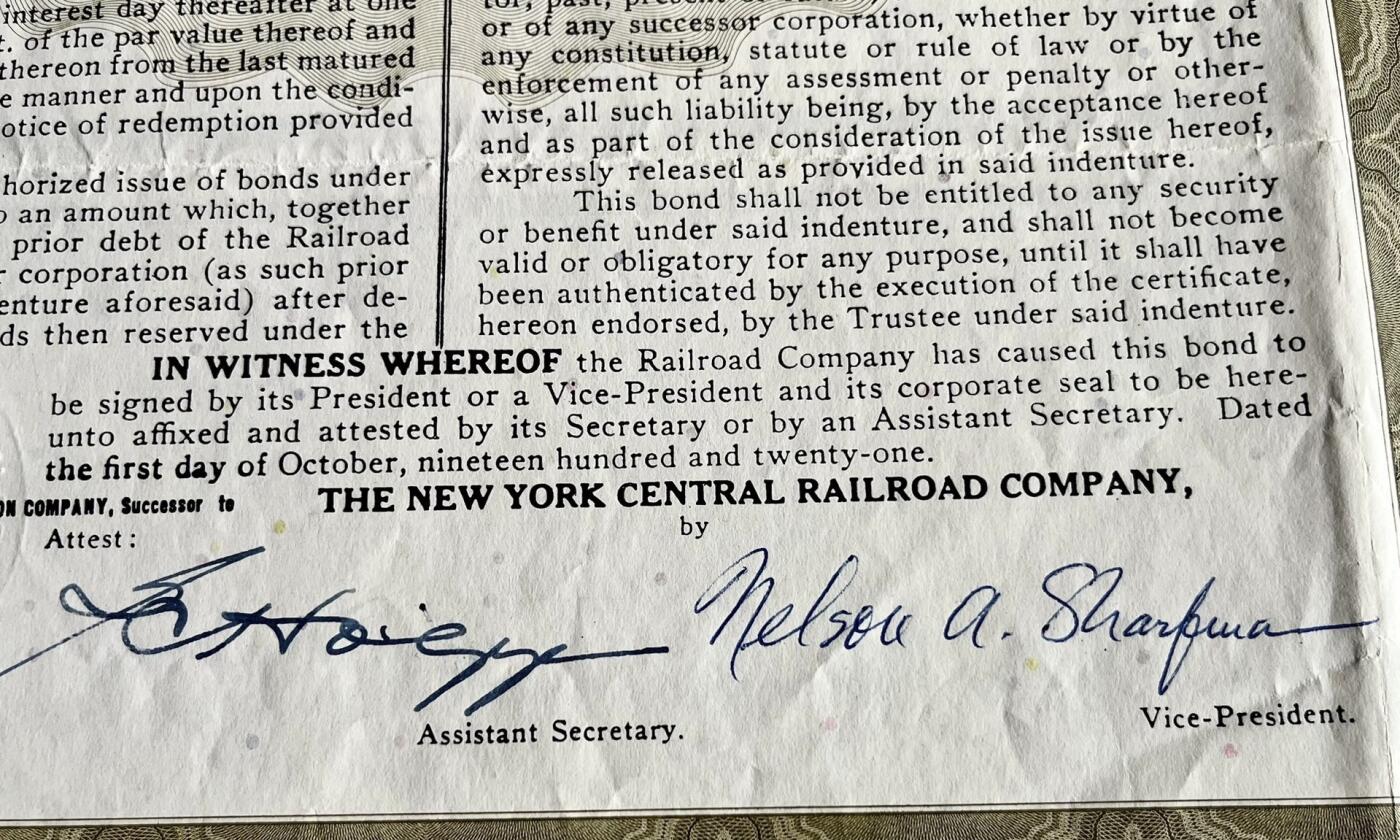 interest day thereafter at one
of the par value thereof and
thereon from the last matured
e manner and upon the condi-
otice of redemption provided
horized issue of bonds under
o an amount which, together
prior debt of the Railroad
r corporation (as such prior
enture aforesaid) after de-
ds then reserved under the
or of any successor corporation, whether by virtue of
any constitution, statute or rule of law or by the
enforcement of any assessment or penalty or other-
wise, all such liability being, by the acceptance hereof
and as part of the consideration of the issue hereof,
expressly released as provided in said indenture.
This bond shall not be entitled to any security
or benefit under said indenture, and shall not become
valid or obligatory for any purpose, until it shall have
been authenticated by the execution of the certificate,
hereon endorsed, by the Trustee under said indenture.
IN WITNESS WHEREOF the Railroad Company has caused this bond to
be signed by its President or a Vice-President and its corporate seal to be here-
unto affixed and attested by its Secretary or by an Assistant Secretary. Dated
the first day of October, nineteen hundred and twenty-one.
ON COMPANY, Successor to THE NEW YORK CENTRAL RAILROAD COMPANY,
Attest: by
Nelson A.
Assistant Secretary. Vice-President.